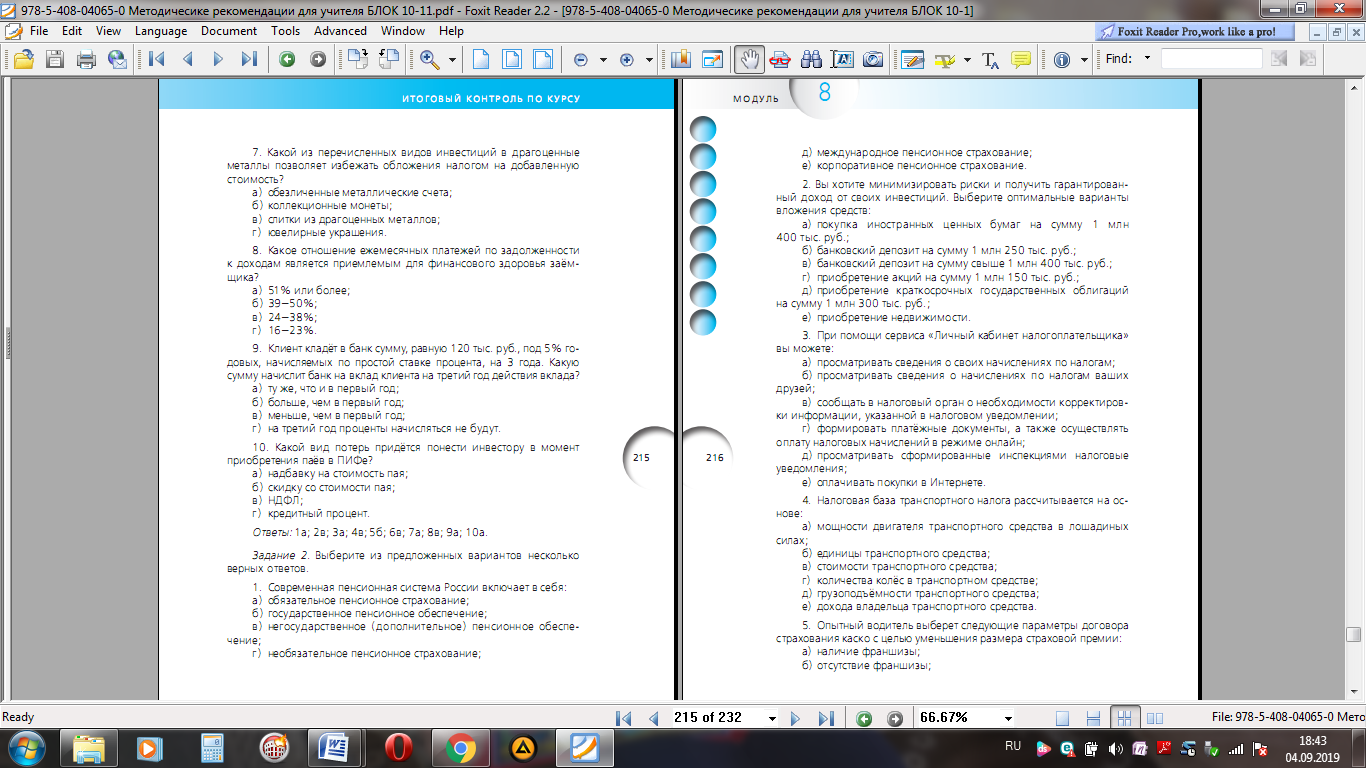 978-5-408-04065-0 Методичиске рекомендации для учителя БЛОК 10-11.pdf - Foxit Reader 2.2 - [978-5-408-04065-0 Методичиске рекомендации для учителя БЛОК 10-1]
File Edit View Language Document Tools Advanced Window Help
Foxit Reader Pro,work like a pro!
Find:
ИТОГОВЫЙ КОНТРОЛЬ ПО КУРСУ
7. Какой из перечисленных видов инвестиций в драгоценные
металлы позволяет избежать обложения налогом на добавленную
стоимость?
а) обезличенные металлические счета;
б) коллекционные монеты;
в) слитки из драгоценных металлов;
г) ювелирные украшения.
8. Какое отношение ежемесячных платежей по задолженности
к доходам является приемлемым для финансового здоровья заём-
щика?
а) 51% или более;
б) 39—50%;
в) 24—38%;
г) 16—23%.
9. Клиент кладёт в банк сумму, равную 120 тыс. руб., под 5% го-
довых, начисляемых по простой ставке процента, на 3 года. Какую
сумму начислит банк на вклад клиента на третий год действия вклада?
а) ту же, что и в первый год;
б) больше, чем в первый год;
в) меньше, чем в первый год;
г) на третий год проценты начисляться не будут.
10. Какой вид потерь придётся понести инвестору в момент
приобретения паёв в ПИФе?
а) надбавку на стоимость пая;
б) скидку со стоимости пая;
в) НДФЛ;
г) кредитный процент.
Ответы: 1а; 2в; 3а; 4в; 5б; 6в; 7а; 8в; 9а; 10а.
Задание 2. Выберите из предложенных вариантов несколько
верных ответов.
1. Современная пенсионная система России включает в себя:
а) обязательное пенсионное страхование;
б) государственное пенсионное обеспечение;
в) негосударственное (дополнительное) пенсионное обеспе-
чение;
г) необязательное пенсионное страхование;
215
МОДУЛЬ 8
д) международное пенсионное страхование;
е) корпоративное пенсионное страхование.
2. Вы хотите минимизировать риски и получить гарантирован-
ный доход от своих инвестиций. Выберите оптимальные варианты
вложения средств:
а) покупка иностранных ценных бумаг на сумму 1 млн
400 тыс. руб.;
б) банковский депозит на сумму 1 млн 250 тыс. руб.;
в) банковский депозит на сумму свыше 1 млн 400 тыс. руб.;
г) приобретение акций на сумму 1 млн 150 тыс. руб.;
д) приобретение краткосрочных государственных облигаций
на сумму 1 млн 300 тыс. руб.;
е) приобретение недвижимости.
3. При помощи сервиса «Личный кабинет налогоплательщика»
вы можете:
а) просматривать сведения о своих начислениях по налогам;
б) просматривать сведения о начислениях по налогам ваших
друзей;
в) сообщать в налоговый орган о необходимости корректиров-
ки информации, указанной в налоговом уведомлении;
г) формировать платёжные документы, а также осуществлять
оплату налоговых начислений в режиме онлайн;
д) просматривать сформированные инспекциями налоговые
уведомления;
е) оплачивать покупки в Интернете.
4. Налоговая база транспортного налога рассчитывается на ос-
нове:
а) мощности двигателя транспортного средства в лошадиных
силах;
б) единицы транспортного средства;
в) стоимости транспортного средства;
г) количества колёс в транспортном средстве;
д) грузоподъёмности транспортного средства;
е) дохода владельца транспортного средства.
5. Опытный водитель выберет следующие параметры договора
страхования каско с целью уменьшения размера страховой премии:
а) наличие франшизы;
б) отсутствие франшизы;
216
Ready 215 of 232 66.67% File: 978-5-408-04065-0 Мето
RU 18:43
04.09.2019